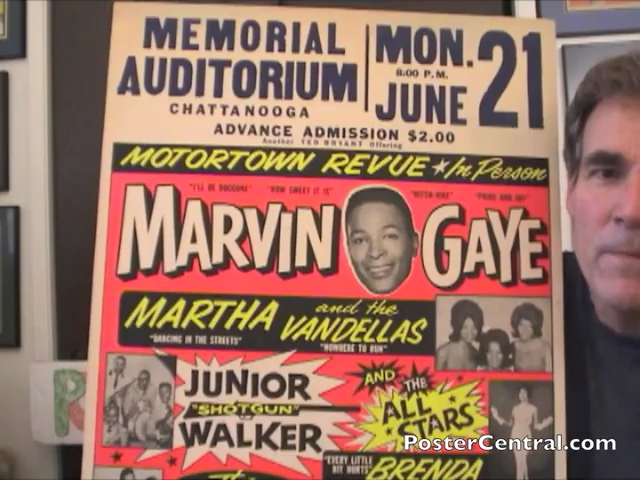 MEMORIAL
AUDITORIUM
CHATTANOOGA
MON.
8:00 P.M.
JUNE
21
ADVANCE ADMISSION $2.00
Another TED BRYANT Offering
MOTORTOWN REVUE ★ In Person
"I'LL BE DOGGONE" "HOW SWEET IT IS" "PRIDE AND JOY"
MARVIN GAYE
MARTHA and the
VANDELLAS
"DANCING IN THE STREETS" "NOWHERE TO RUN"
JUNIOR
"SHOTGUN"
WALKER
AND THE
ALL
STARS
"EVERY LITTLE
BIT HURTS"
BRENDA
PosterCentral.com